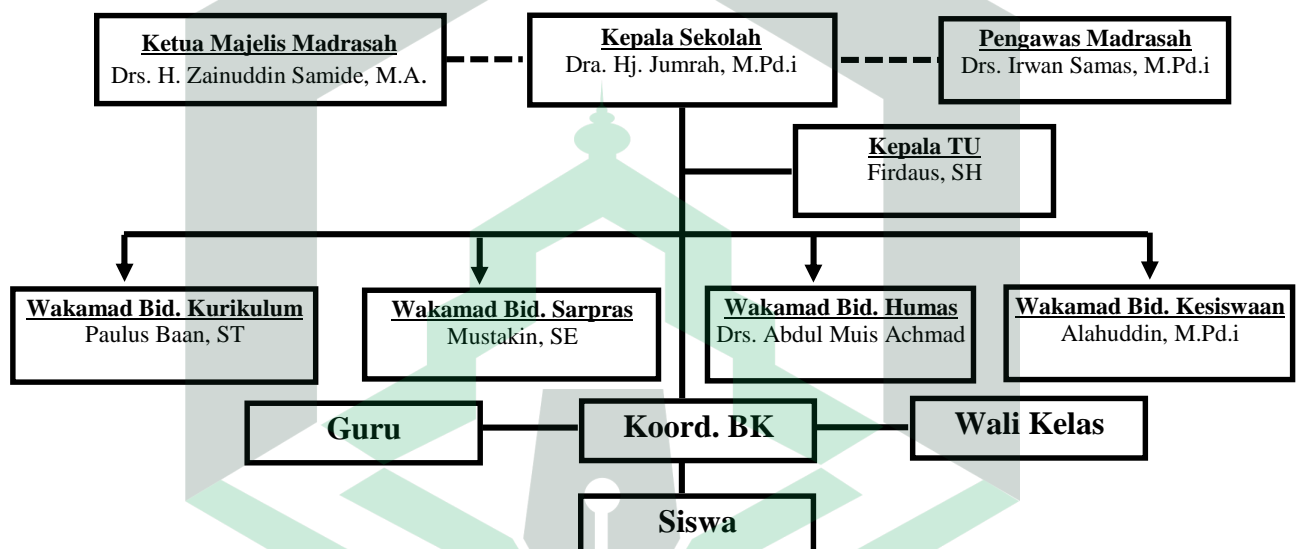 Ketua Majelis Madrasah
Drs. H. Zainuddin Samide, M.A.
Kepala Sekolah
Dra. Hj. Jumrah, M.Pd.i
Pengawas Madrasah
Drs. Irwan Samas, M.Pd.i
Kepala TU
Firdaus, SH
Wakamad Bid. Kurikulum
Paulus Baan, ST
Wakamad Bid. Sarpras
Mustakin, SE
Wakamad Bid. Humas
Drs. Abdul Muis Achmad
Wakamad Bid. Kesiswaan
Alahuddin, M.Pd.i
Guru
Koord. BK
Wali Kelas
Siswa